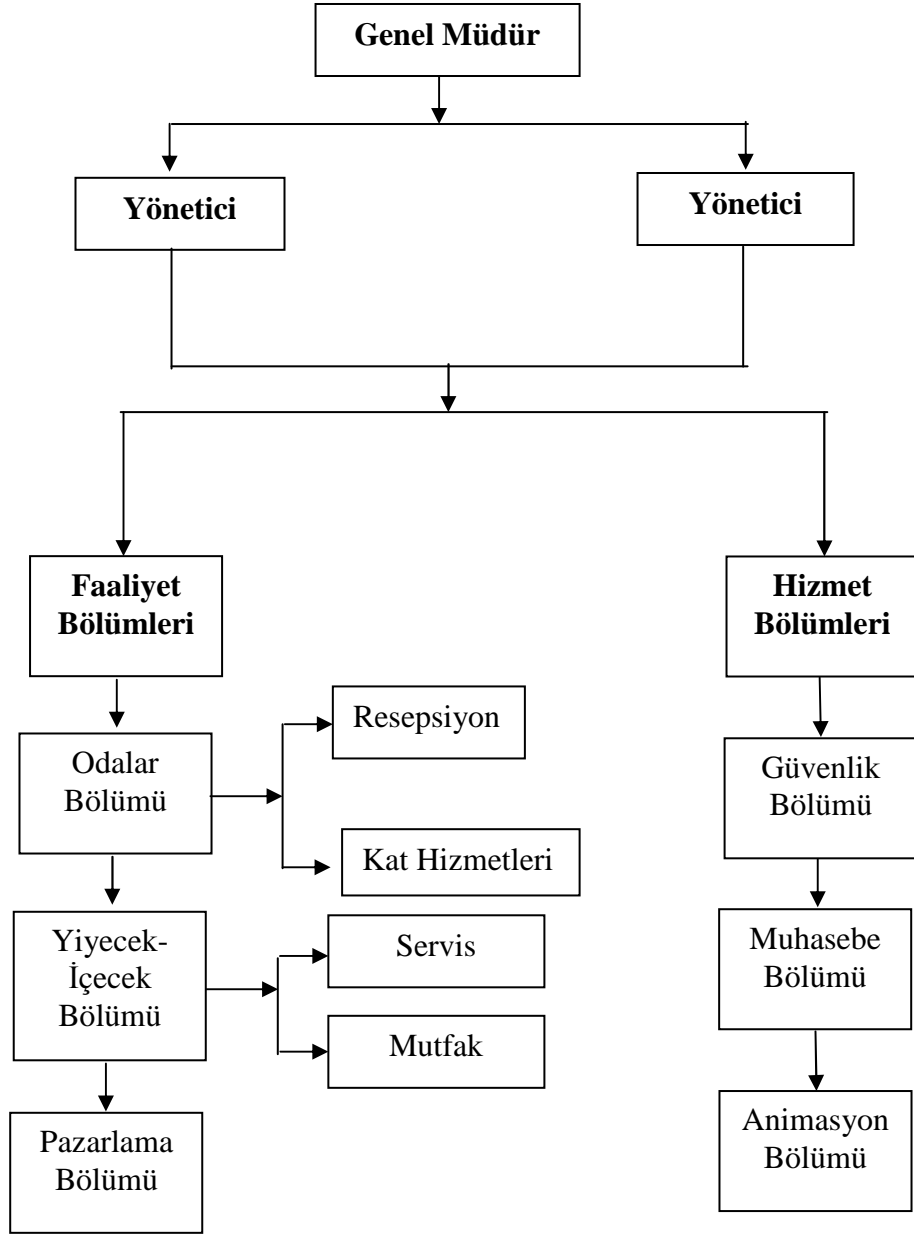 Genel Müdür
Yönetici
Yönetici
Faaliyet
Bölümleri
Hizmet
Bölümleri
Odalar
Bölümü
Resepsiyon
Kat Hizmetleri
Güvenlik
Bölümü
Yiyecek-
İçecek
Bölümü
Servis
Mutfak
Muhasebe
Bölümü
Pazarlama
Bölümü
Animasyon
Bölümü